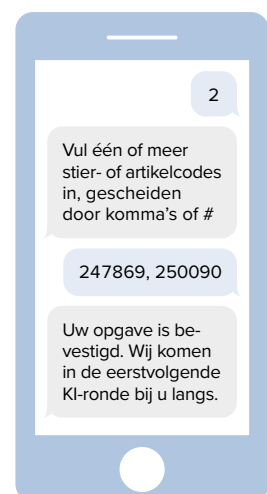 2
Vul één of meer
stier- of artikelcodes
in, gescheiden
door komma's of #
247869, 250090
Uw opgave is be-
vestigd. Wij komen
in de eerstvolgende
KI-ronde bij u langs.